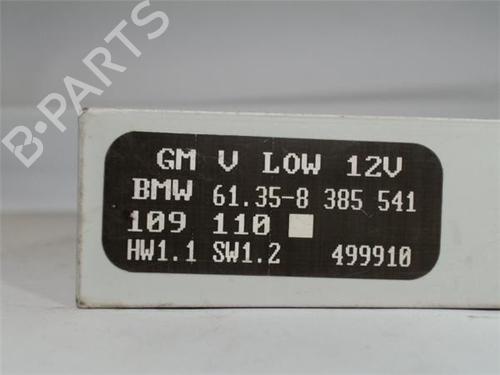 B-PARTS
GM V LOW 12V
BMW 61.35-8 385 541
109 110
HW1.1 SW1.2 499910